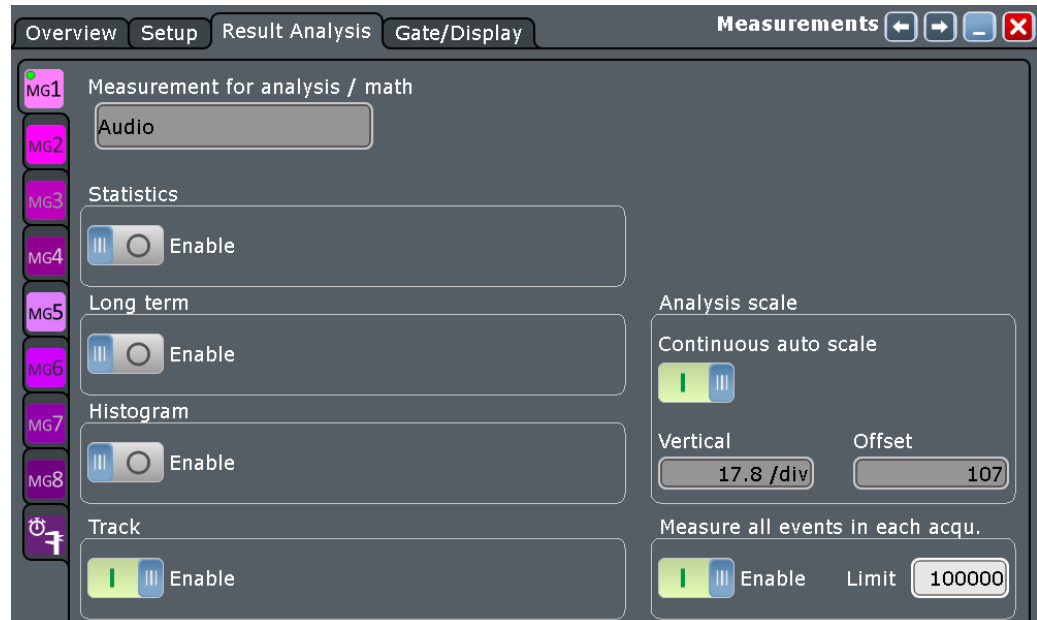 Overview Setup Result Analysis Gate/Display Measurements
MG1 Measurement for analysis / math
Audio
MG2
MG3 Statistics
Enable
MG4
MG5 Long term Analysis scale
Continuous auto scale
MG6 Enable
MG7 Histogram
Vertical Offset
MG8 Enable 17.8 /div 107
Track Measure all events in each acqu.
Enable Enable Limit 100000